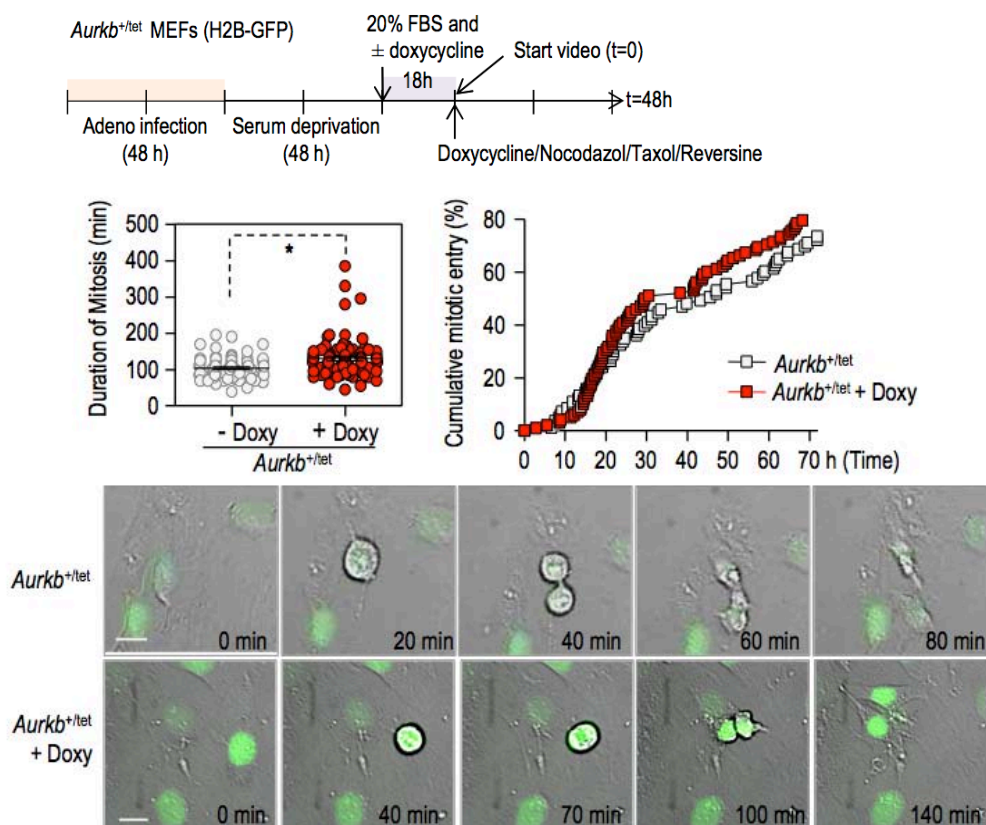 Aurkb+/tet MEFs (H2B-GFP)
20% FBS and
± doxycycline
18h
Start video (t=0)
t=48h
Adeno infection
(48 h)
Serum deprivation
(48 h)
Doxycycline/Nocodazol/Taxol/Reversine
Duration of Mitosis (min)
500
400
300
200
100
0
*
- Doxy
+ Doxy
Aurkb+/tet
Cumulative mitotic entry (%)
80
60
40
20
0
0
10
20
30
40
50
60
70
h (Time)
Aurkb+/tet
Aurkb+/tet + Doxy
Aurkb+/tet
0 min
20 min
40 min
60 min
80 min
Aurkb+/tet
+ Doxy
0 min
40 min
70 min
100 min
140 min